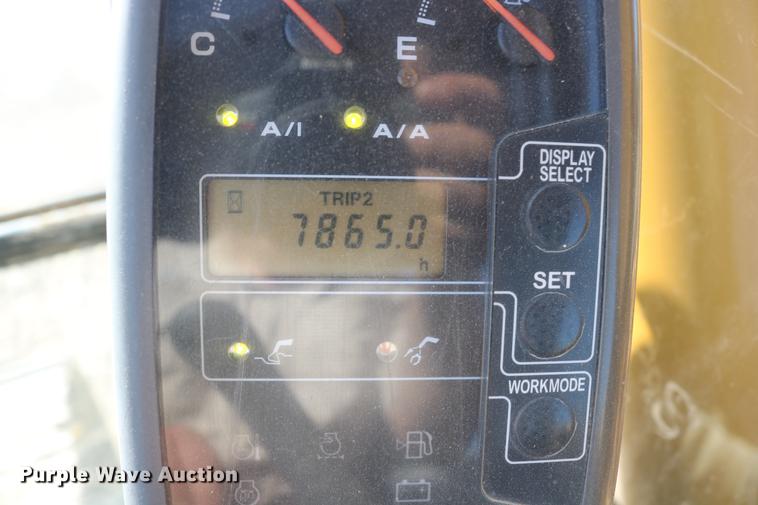 C
E
A/I
A/A
DISPLAY
SELECT
TRIP2
7865.0
h
SET
WORKMODE
Purple Wave Auction